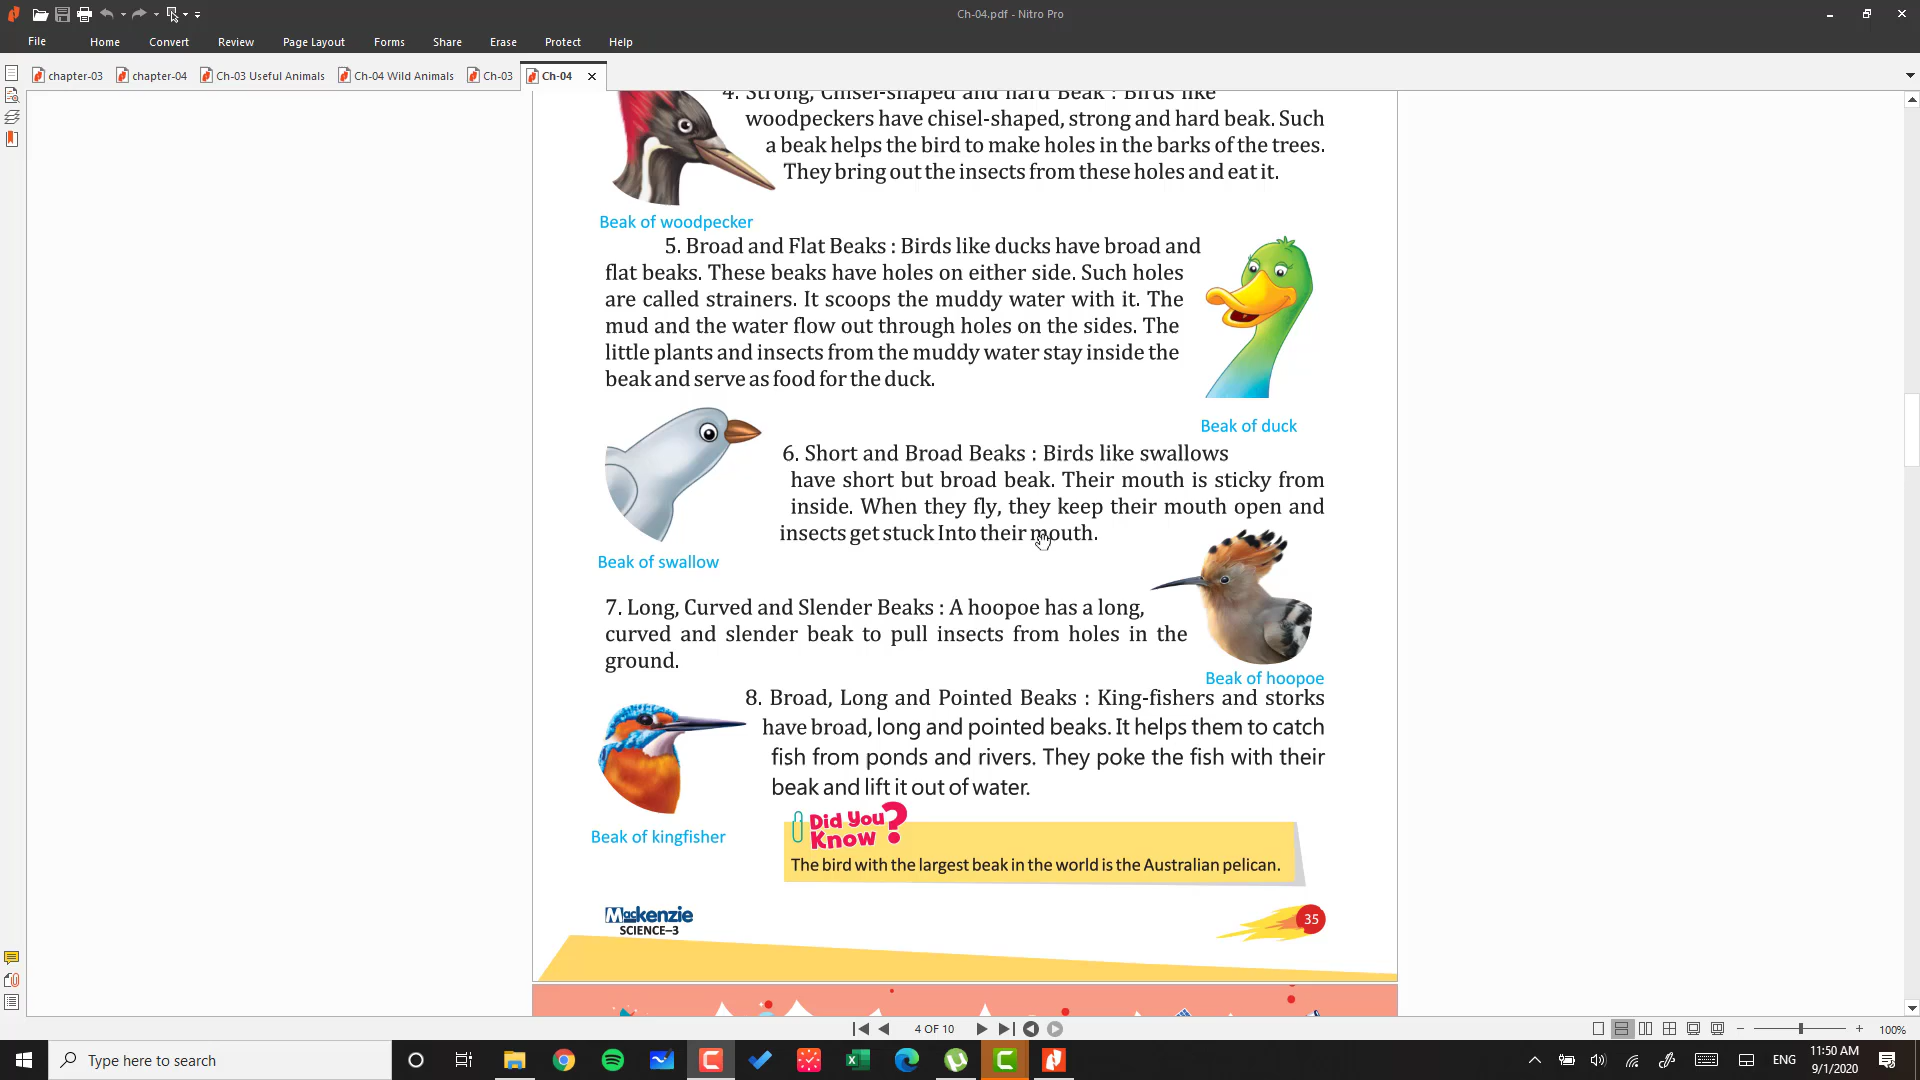 Ch-04.pdf - Nitro Pro
File Home Convert Review Page Layout Forms Share Erase Protect Help
chapter-03 chapter-04 Ch-03 Useful Animals Ch-04 Wild Animals Ch-03 Ch-04
4. Strong, Chisel-shaped and hard Beak : Birds like
woodpeckers have chisel-shaped, strong and hard beak. Such
a beak helps the bird to make holes in the barks of the trees.
They bring out the insects from these holes and eat it.
Beak of woodpecker
5. Broad and Flat Beaks : Birds like ducks have broad and
flat beaks. These beaks have holes on either side. Such holes
are called strainers. It scoops the muddy water with it. The
mud and the water flow out through holes on the sides. The
little plants and insects from the muddy water stay inside the
beak and serve as food for the duck.
Beak of duck
6. Short and Broad Beaks : Birds like swallows
have short but broad beak. Their mouth is sticky from
inside. When they fly, they keep their mouth open and
insects get stuck Into their mouth.
Beak of swallow
7. Long, Curved and Slender Beaks : A hoopoe has a long,
curved and slender beak to pull insects from holes in the
ground.
Beak of hoopoe
8. Broad, Long and Pointed Beaks : King-fishers and storks
have broad, long and pointed beaks. It helps them to catch
fish from ponds and rivers. They poke the fish with their
beak and lift it out of water.
Beak of kingfisher
Did You
Know?
The bird with the largest beak in the world is the Australian pelican.
Mackenzie
SCIENCE–3
35
4 OF 10
100%
Type here to search
ENG
11:50 AM
9/1/2020